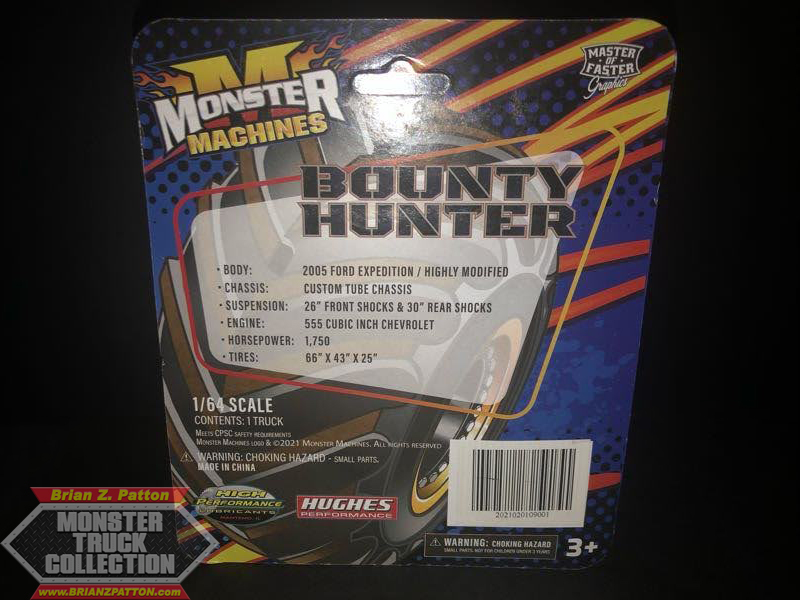 MONSTER
MACHINES
MASTER
OF
FASTER
Graphics
BOUNTY
HUNTER
• BODY: 2005 FORD EXPEDITION / HIGHLY MODIFIED
• CHASSIS: CUSTOM TUBE CHASSIS
• SUSPENSION: 26" FRONT SHOCKS & 30" REAR SHOCKS
• ENGINE: 555 CUBIC INCH CHEVROLET
• HORSEPOWER: 1,750
• TIRES: 66" X 43" X 25"
1/64 SCALE
CONTENTS: 1 TRUCK
MEETS CPSC SAFETY REQUIREMENTS
MONSTER MACHINES LOGO & ©2021 MONSTER MACHINES. ALL RIGHTS RESERVED
⚠ WARNING: CHOKING HAZARD - SMALL PARTS.
MADE IN CHINA
HIGH
PERFORMANCE
LUBRICANTS
MANTENO, IL
HUGHES
PERFORMANCE
2021020109001
⚠ WARNING: CHOKING HAZARD
SMALL PARTS. NOT FOR CHILDREN UNDER 3 YEARS
3+
Brian Z. Patton
MONSTER
TRUCK
COLLECTION
WWW.BRIANZPATTON.COM